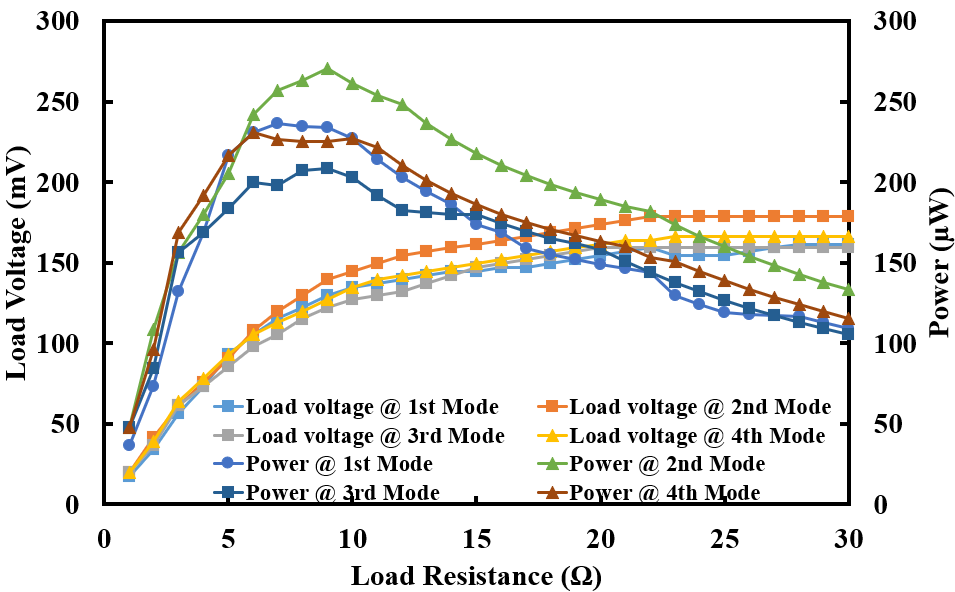 300
250
200
150
100
50
0
Load Voltage (mV)
300
250
200
150
100
50
0
Power (µW)
Load voltage @ 1st Mode
Load voltage @ 2nd Mode
Load voltage @ 3rd Mode
Load voltage @ 4th Mode
Power @ 1st Mode
Power @ 2nd Mode
Power @ 3rd Mode
Power @ 4th Mode
0 5 10 15 20 25 30
Load Resistance (Ω)